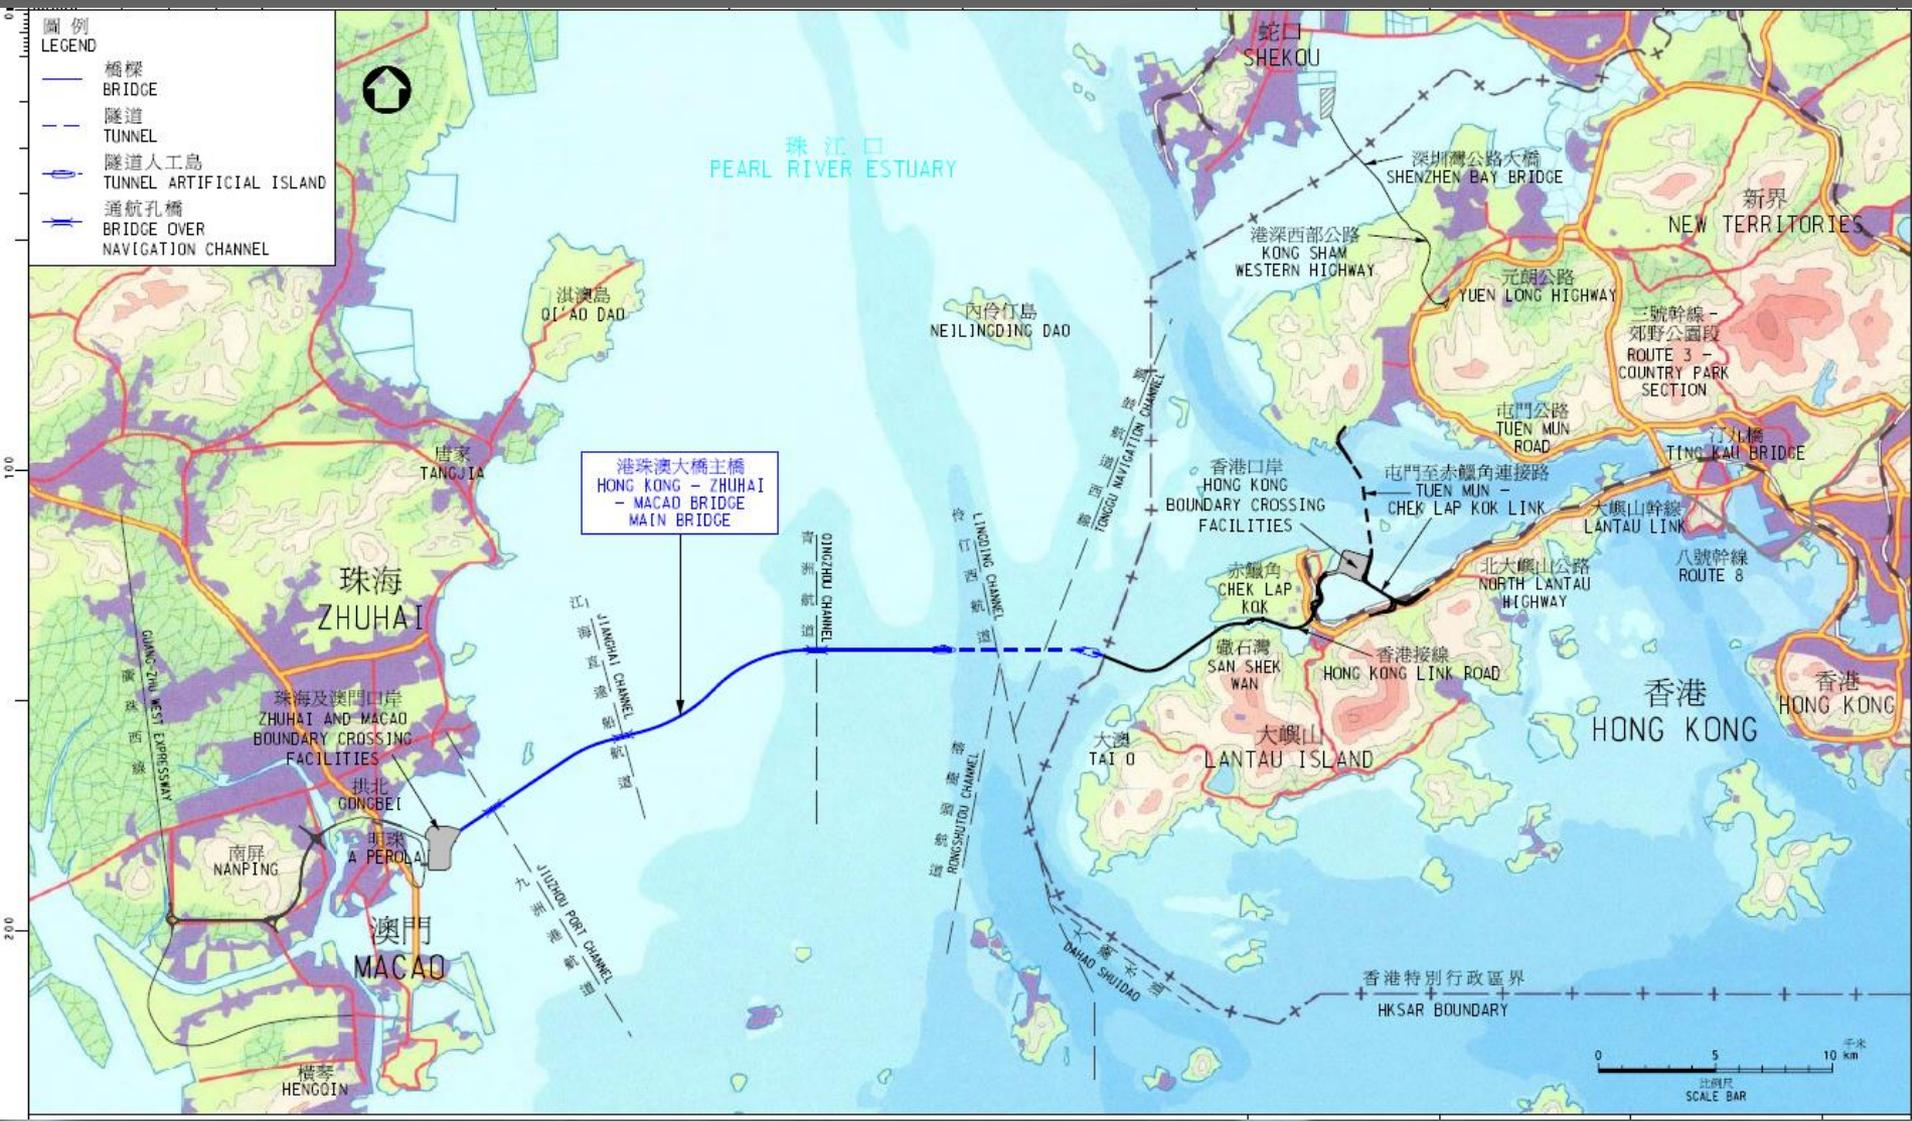 圖例
LEGEND
橋樑
BRIDGE
隧道
TUNNEL
隧道人工島
TUNNEL ARTIFICIAL ISLAND
通航孔橋
BRIDGE OVER
NAVIGATION CHANNEL
珠江口
PEARL RIVER ESTUARY
蛇口
SHEKOU
深圳灣公路大橋
SHENZHEN BAY BRIDGE
新界
NEW TERRITORIES
港深西部公路
KONG SHAM
WESTERN HIGHWAY
元朗公路
YUEN LONG HIGHWAY
淇澳島
QI'AO DAO
內伶仃島
NEILINGDING DAO
三號幹線 -
郊野公園段
ROUTE 3 -
COUNTRY PARK
SECTION
屯門公路
TUEN MUN
ROAD
汀九橋
TING KAU BRIDGE
唐家
TANGJIA
港珠澳大橋主橋
HONG KONG - ZHUHAI
- MACAO BRIDGE
MAIN BRIDGE
香港口岸
HONG KONG
BOUNDARY CROSSING
FACILITIES
屯門至赤鱲角連接路
TUEN MUN -
CHEK LAP KOK LINK
大嶼山幹線
LANTAU LINK
八號幹線
ROUTE 8
北大嶼山公路
NORTH LANTAU
HIGHWAY
赤鱲角
CHEK LAP
KOK
TONGGU NAVIGATION CHANNEL
伶仃西航道
LINGDING CHANNEL
青洲航道
QINGZHOU CHANNEL
江海直達船航道
JIANGHAI CHANNEL
珠海
ZHUHAI
廣珠西線
GUANG-ZHU WEST EXPRESSWAY
珠海及澳門口岸
ZHUHAI AND MACAO
BOUNDARY CROSSING
FACILITIES
䃟石灣
SAN SHEK
WAN
香港接線
HONG KONG LINK ROAD
香港
HONG KONG
香港
HONG KONG
大澳
TAI O
大嶼山
LANTAU ISLAND
拱北
GONGBEI
明珠
A PEROLA
南屏
NANPING
RONGSHUTOU CHANNEL
九洲港航道
JIUZHOU PORT CHANNEL
澳門
MACAO
DAHAO SHUIDAO
香港特別行政區界
HKSAR BOUNDARY
橫琴
HENGQIN
0 5 10 千米 km
比例尺
SCALE BAR
0
100
200